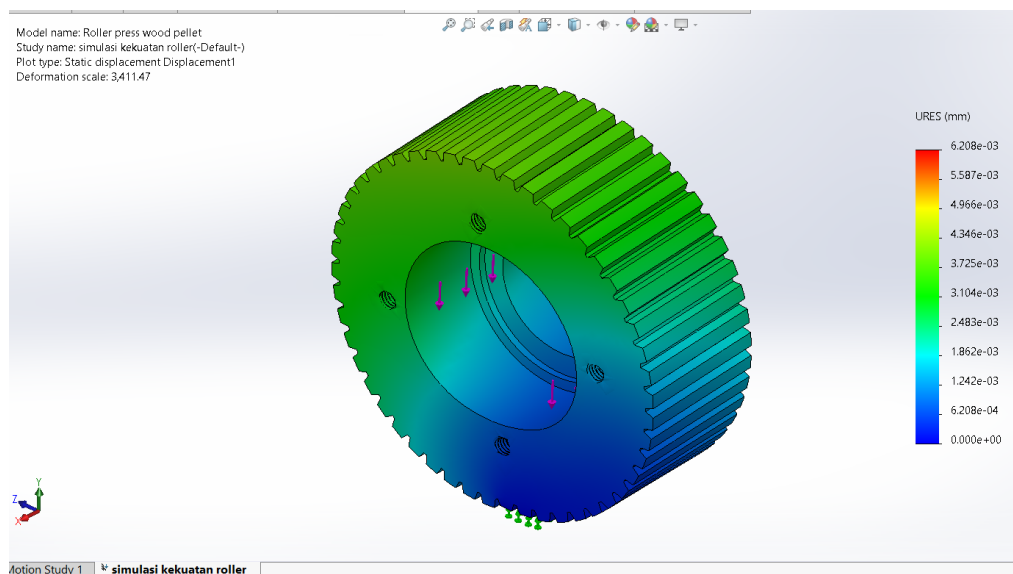 Model name: Roller press wood pellet
Study name: simulasi kekuatan roller(-Default-)
Plot type: Static displacement Displacement1
Deformation scale: 3,411.47
URES (mm)
6.208e-03
5.587e-03
4.966e-03
4.346e-03
3.725e-03
3.104e-03
2.483e-03
1.862e-03
1.242e-03
6.208e-04
0.000e+00
Y
Z
X
Motion Study 1
simulasi kekuatan roller